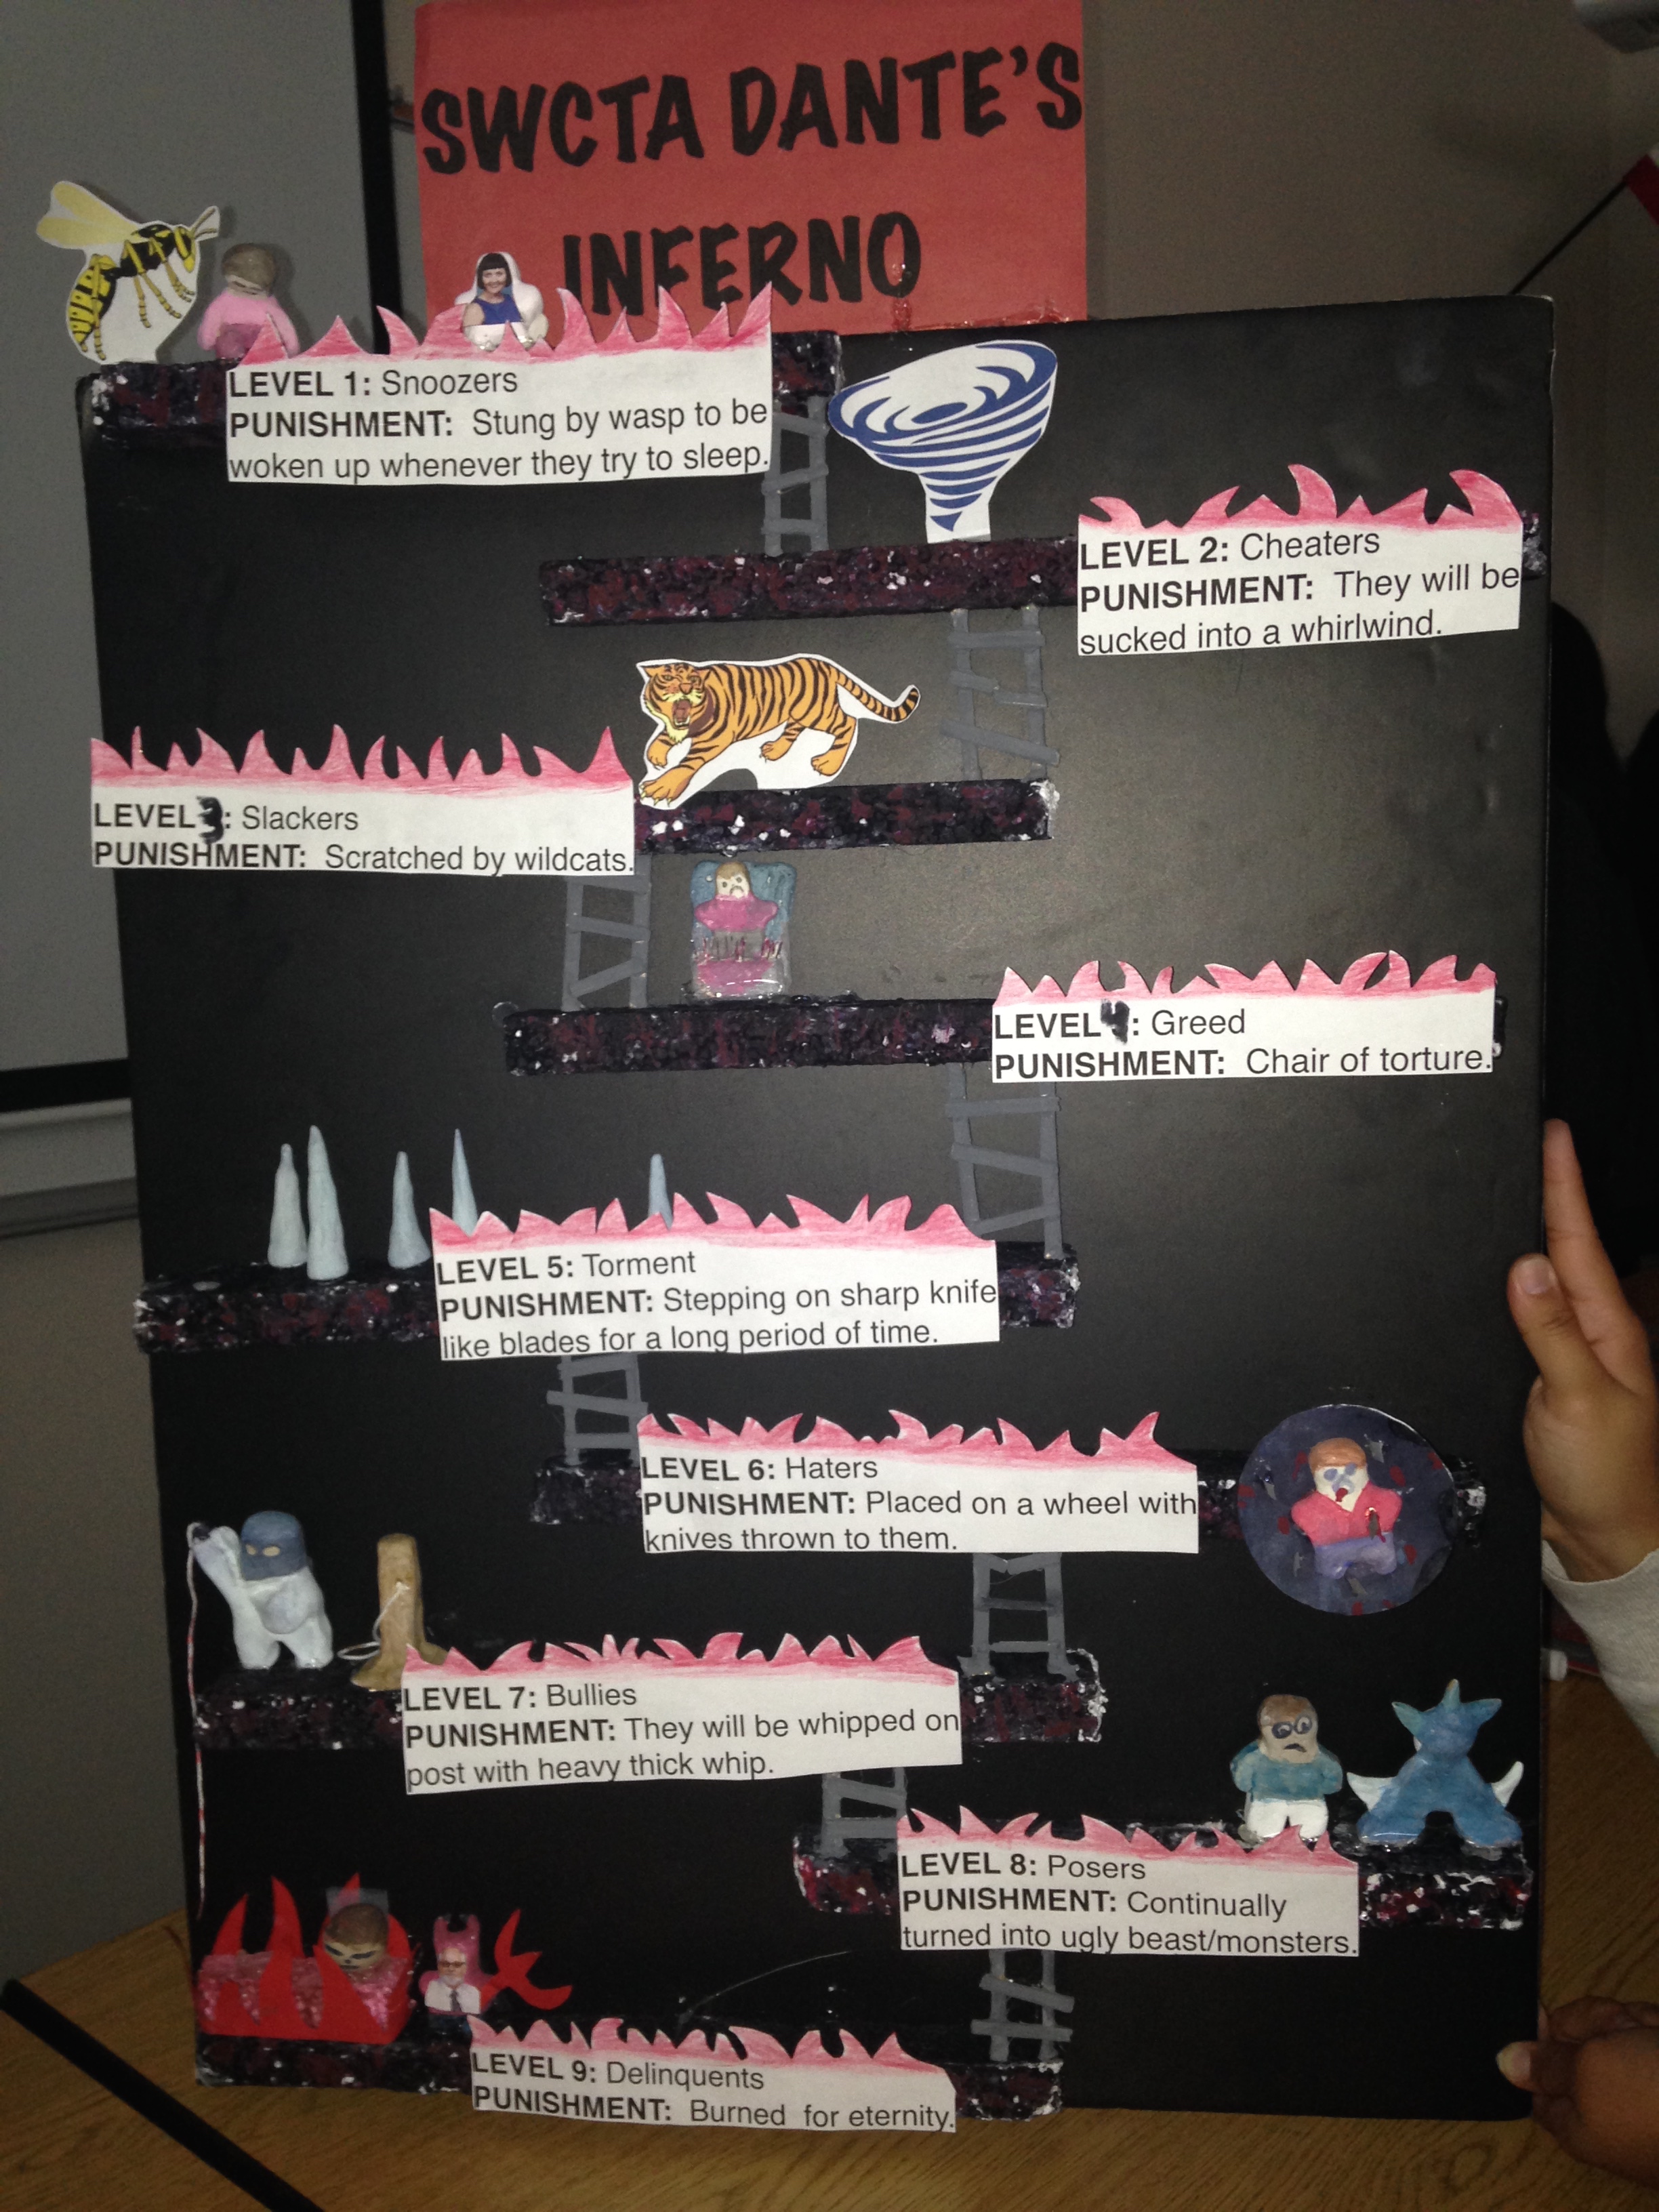 SWCTA DANTE'S
INFERNO
LEVEL 1: Snoozers
PUNISHMENT: Stung by wasp to be
woken up whenever they try to sleep.
LEVEL 2: Cheaters
PUNISHMENT: They will be
sucked into a whirlwind.
LEVEL 3: Slackers
PUNISHMENT: Scratched by wildcats.
LEVEL 4: Greed
PUNISHMENT: Chair of torture.
LEVEL 5: Torment
PUNISHMENT: Stepping on sharp knife
like blades for a long period of time.
LEVEL 6: Haters
PUNISHMENT: Placed on a wheel with
knives thrown to them.
LEVEL 7: Bullies
PUNISHMENT: They will be whipped on
post with heavy thick whip.
LEVEL 8: Posers
PUNISHMENT: Continually
turned into ugly beast/monsters.
LEVEL 9: Delinquents
PUNISHMENT: Burned for eternity.